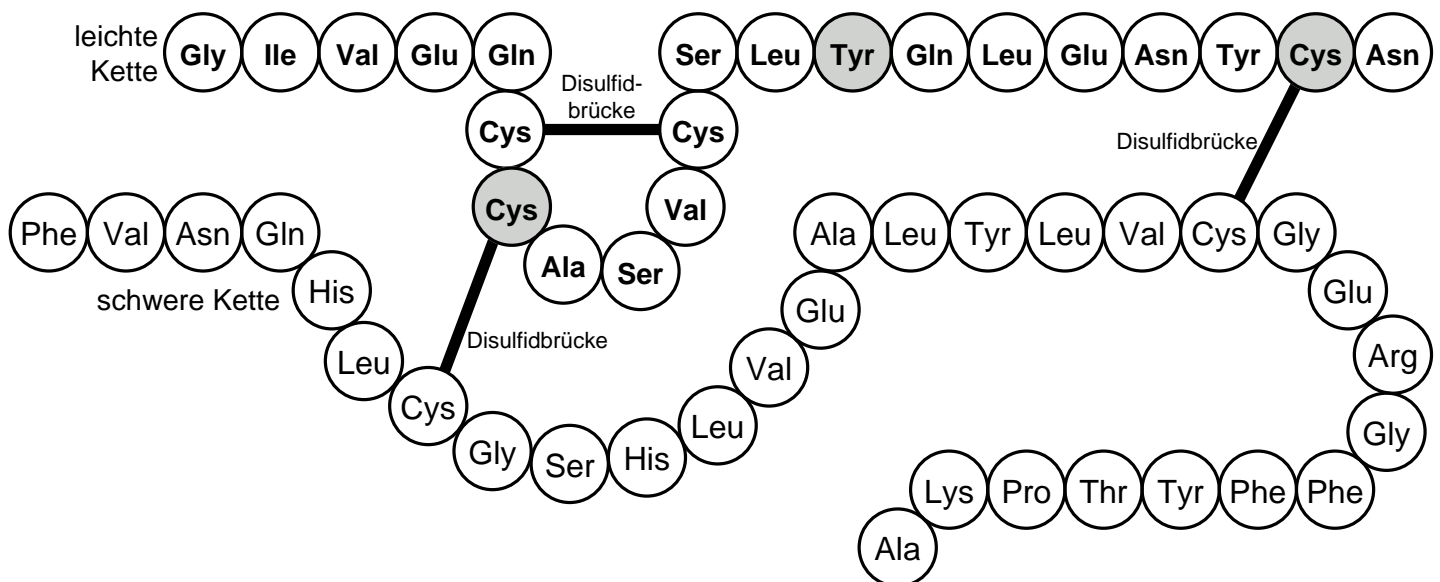 leichte
Kette
Gly Ile Val Glu Gln
Ser Leu Tyr Gln Leu Glu Asn Tyr Cys Asn
Disulfid-
brücke
Cys
Cys
Disulfidbrücke
Cys
Val
Ala
Ser
Phe Val Asn Gln
His
schwere Kette
Leu
Cys
Disulfidbrücke
Gly
Ser
His
Leu
Val
Glu
Ala Leu Tyr Leu Val Cys Gly
Glu
Arg
Gly
Lys Pro Thr Tyr Phe Phe
Ala